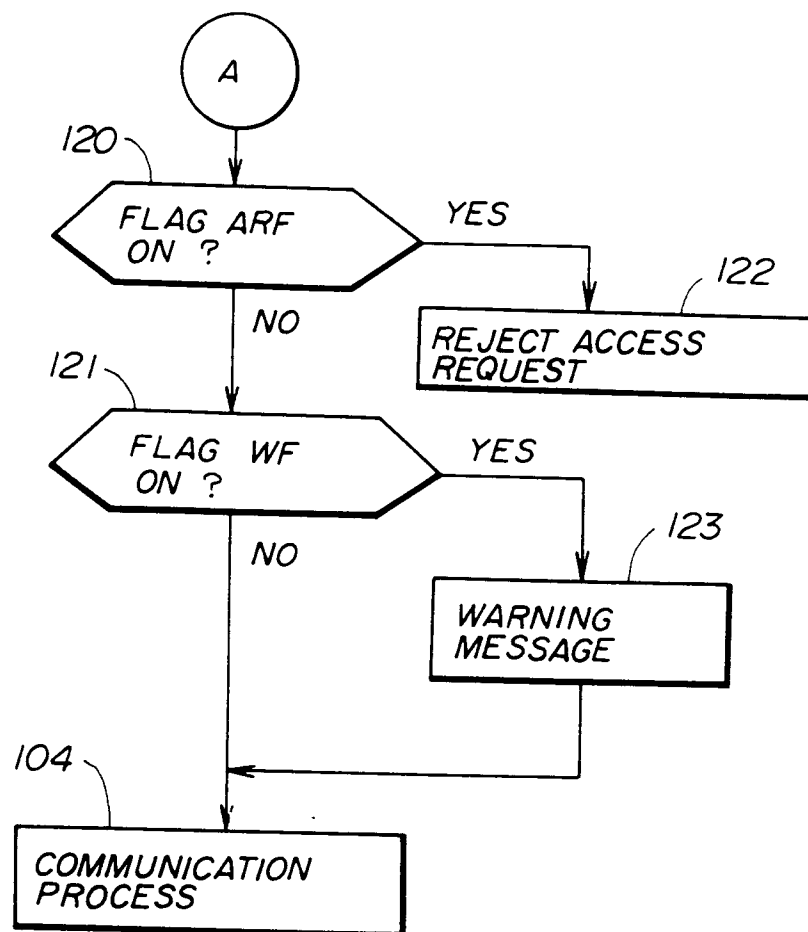 A
120
FLAG ARF
ON ?
YES
122
NO
REJECT ACCESS
REQUEST
121
FLAG WF
ON ?
YES
123
NO
WARNING
MESSAGE
104
COMMUNICATION
PROCESS